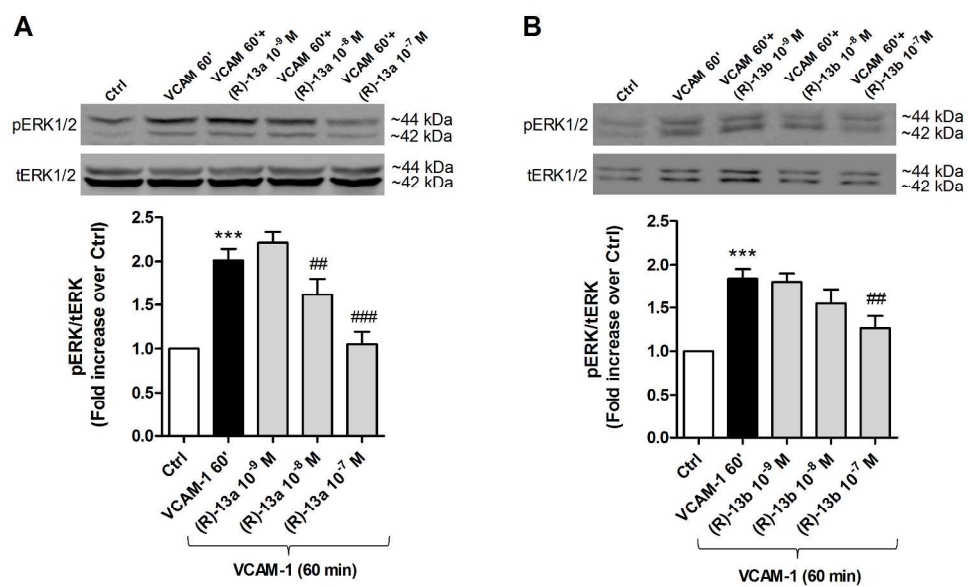 A
Ctrl
VCAM 60'
VCAM 60'+
(R)-13a 10⁻⁹ M
VCAM 60'+
(R)-13a 10⁻⁸ M
VCAM 60'+
(R)-13a 10⁻⁷ M
pERK1/2
~44 kDa
~42 kDa
tERK1/2
~44 kDa
~42 kDa
pERK/tERK
(Fold increase over Ctrl)
2.5
2.0
1.5
1.0
0.5
0.0
***
##
###
Ctrl
VCAM-1 60'
(R)-13a 10⁻⁹ M
(R)-13a 10⁻⁸ M
(R)-13a 10⁻⁷ M
VCAM-1 (60 min)
B
Ctrl
VCAM 60'
VCAM 60'+
(R)-13b 10⁻⁹ M
VCAM 60'+
(R)-13b 10⁻⁸ M
VCAM 60'+
(R)-13b 10⁻⁷ M
pERK1/2
~44 kDa
~42 kDa
tERK1/2
~44 kDa
~42 kDa
pERK/tERK
(Fold increase over Ctrl)
2.5
2.0
1.5
1.0
0.5
0.0
***
##
Ctrl
VCAM-1 60'
(R)-13b 10⁻⁹ M
(R)-13b 10⁻⁸ M
(R)-13b 10⁻⁷ M
VCAM-1 (60 min)